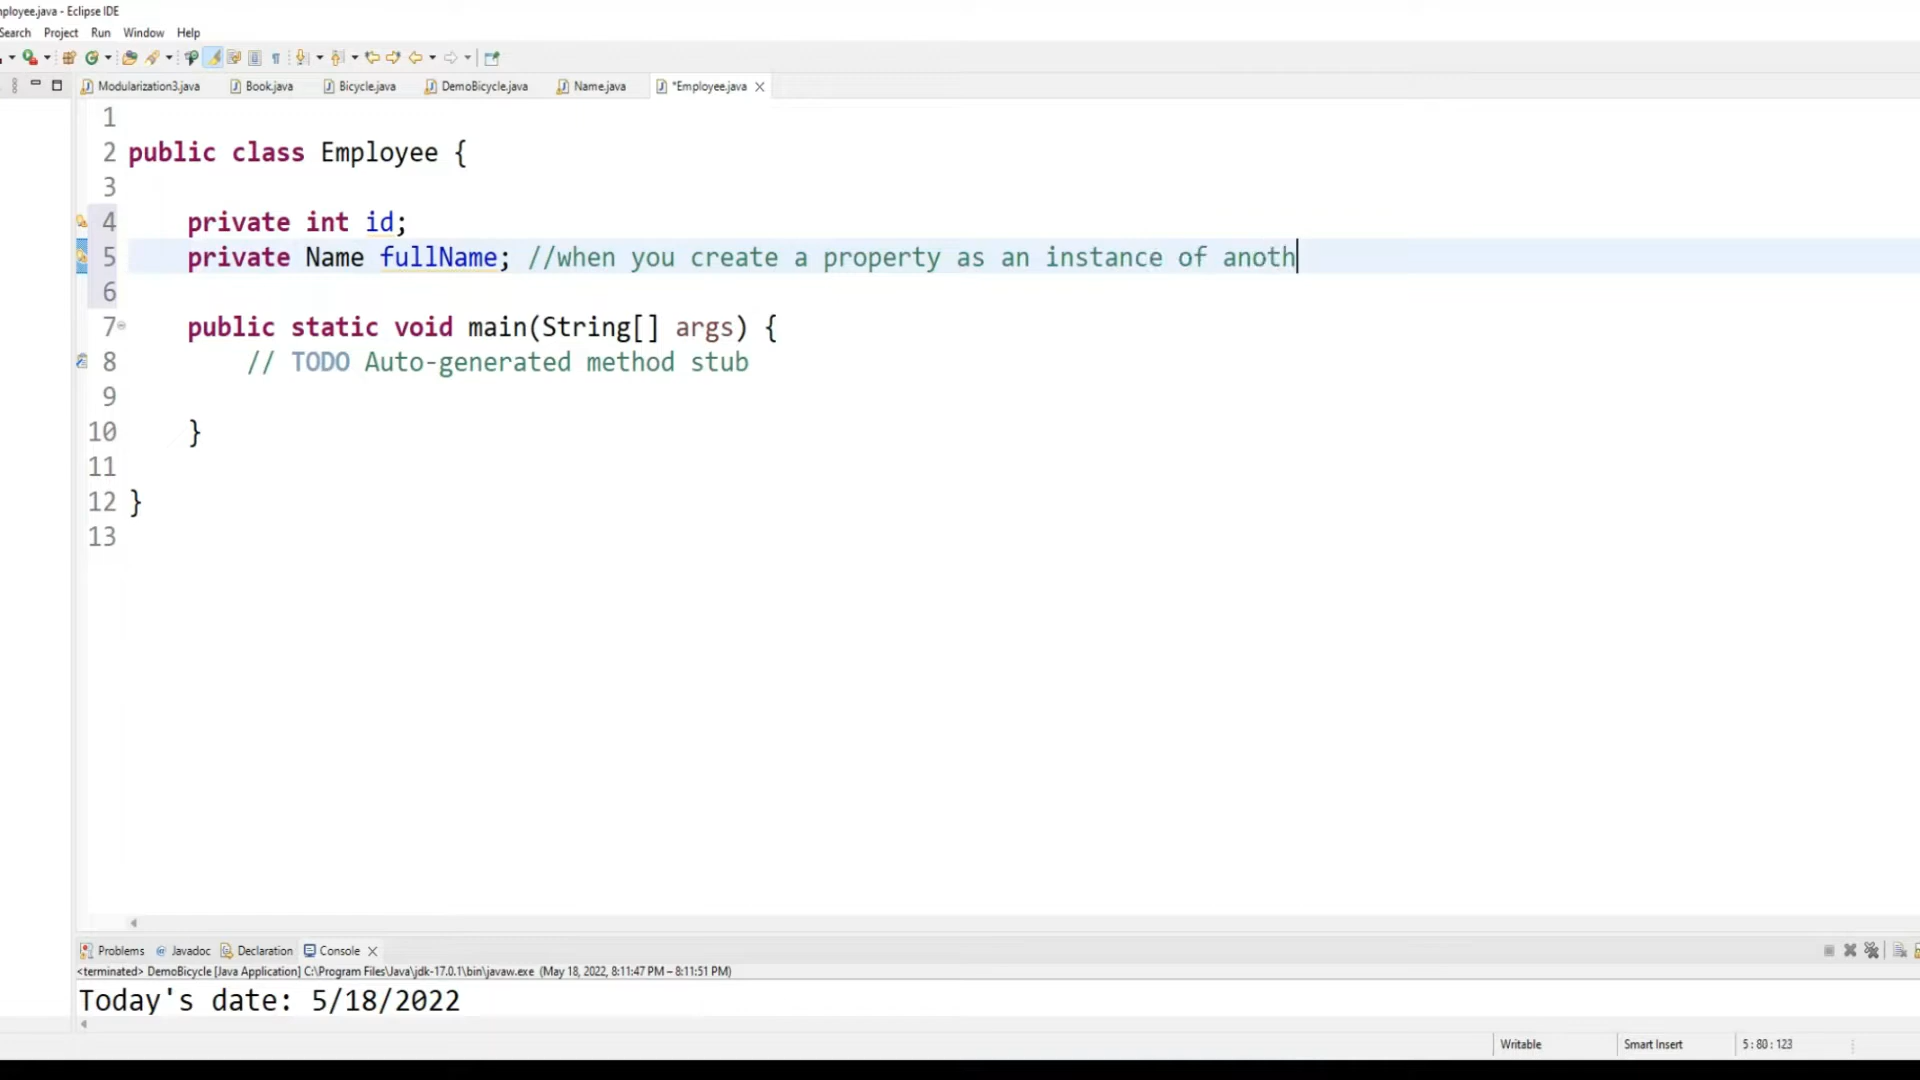 mployee.java - Eclipse IDE
Search Project Run Window Help
Modularization3.java Book.java Bicycle.java DemoBicycle.java Name.java *Employee.java
1
2 public class Employee {
3
4 private int id;
5 private Name fullName; //when you create a property as an instance of anoth
6
7 public static void main(String[] args) {
8 // TODO Auto-generated method stub
9
10 }
11
12 }
13
Problems Javadoc Declaration Console
<terminated> DemoBicycle [Java Application] C:\Program Files\Java\jdk-17.0.1\bin\javaw.exe (May 18, 2022, 8:11:47 PM – 8:11:51 PM)
Today's date: 5/18/2022
Writable Smart Insert 5 : 80 : 123